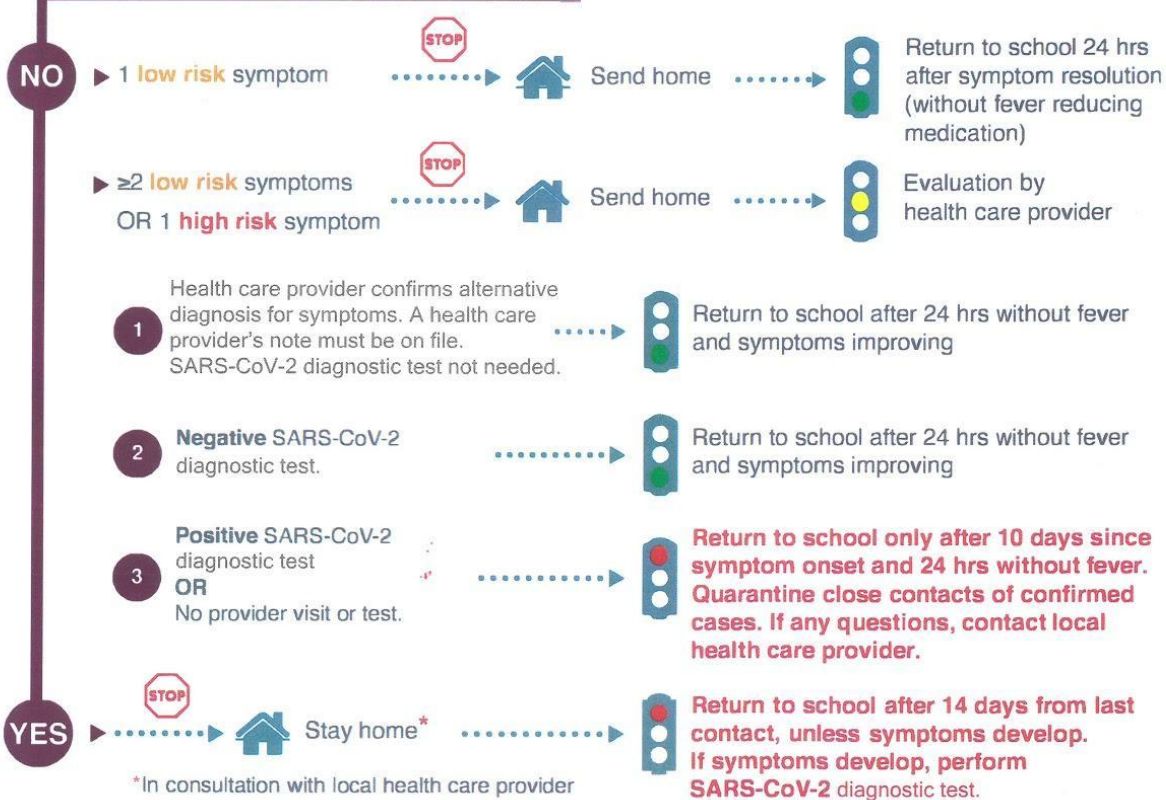 NO
1 low risk symptom
STOP
Send home
Return to school 24 hrs
after symptom resolution
(without fever reducing
medication)
≥2 low risk symptoms
OR 1 high risk symptom
STOP
Send home
Evaluation by
health care provider
1
Health care provider confirms alternative
diagnosis for symptoms. A health care
provider's note must be on file.
SARS-CoV-2 diagnostic test not needed.
Return to school after 24 hrs without fever
and symptoms improving
2
Negative SARS-CoV-2
diagnostic test.
Return to school after 24 hrs without fever
and symptoms improving
3
Positive SARS-CoV-2
diagnostic test
OR
No provider visit or test.
Return to school only after 10 days since
symptom onset and 24 hrs without fever.
Quarantine close contacts of confirmed
cases. If any questions, contact local
health care provider.
YES
STOP
Stay home*
Return to school after 14 days from last
contact, unless symptoms develop.
If symptoms develop, perform
SARS-CoV-2 diagnostic test.
*In consultation with local health care provider